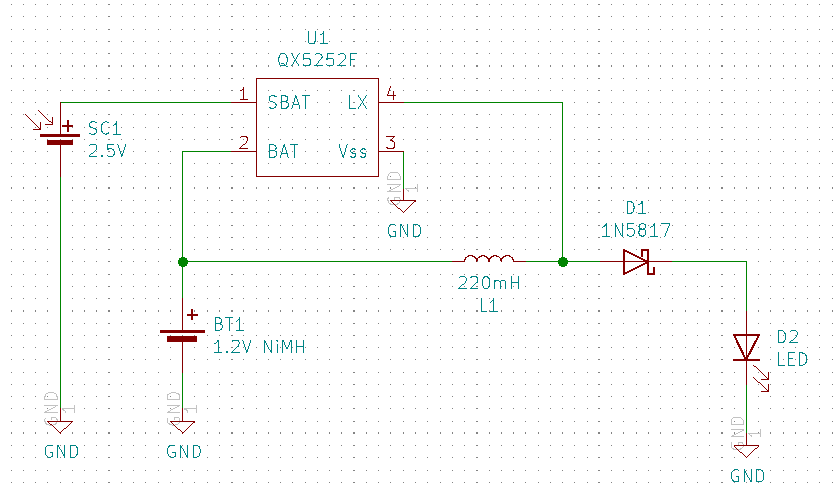 U1
QX5252F
1
SBAT
LX
4
2
BAT
Vss
3
SC1
2.5V
GND
1
GND
D1
1N5817
220mH
L1
BT1
1.2V NiMH
D2
LED
GND
1
GND
GND
1
GND
GND
1
GND